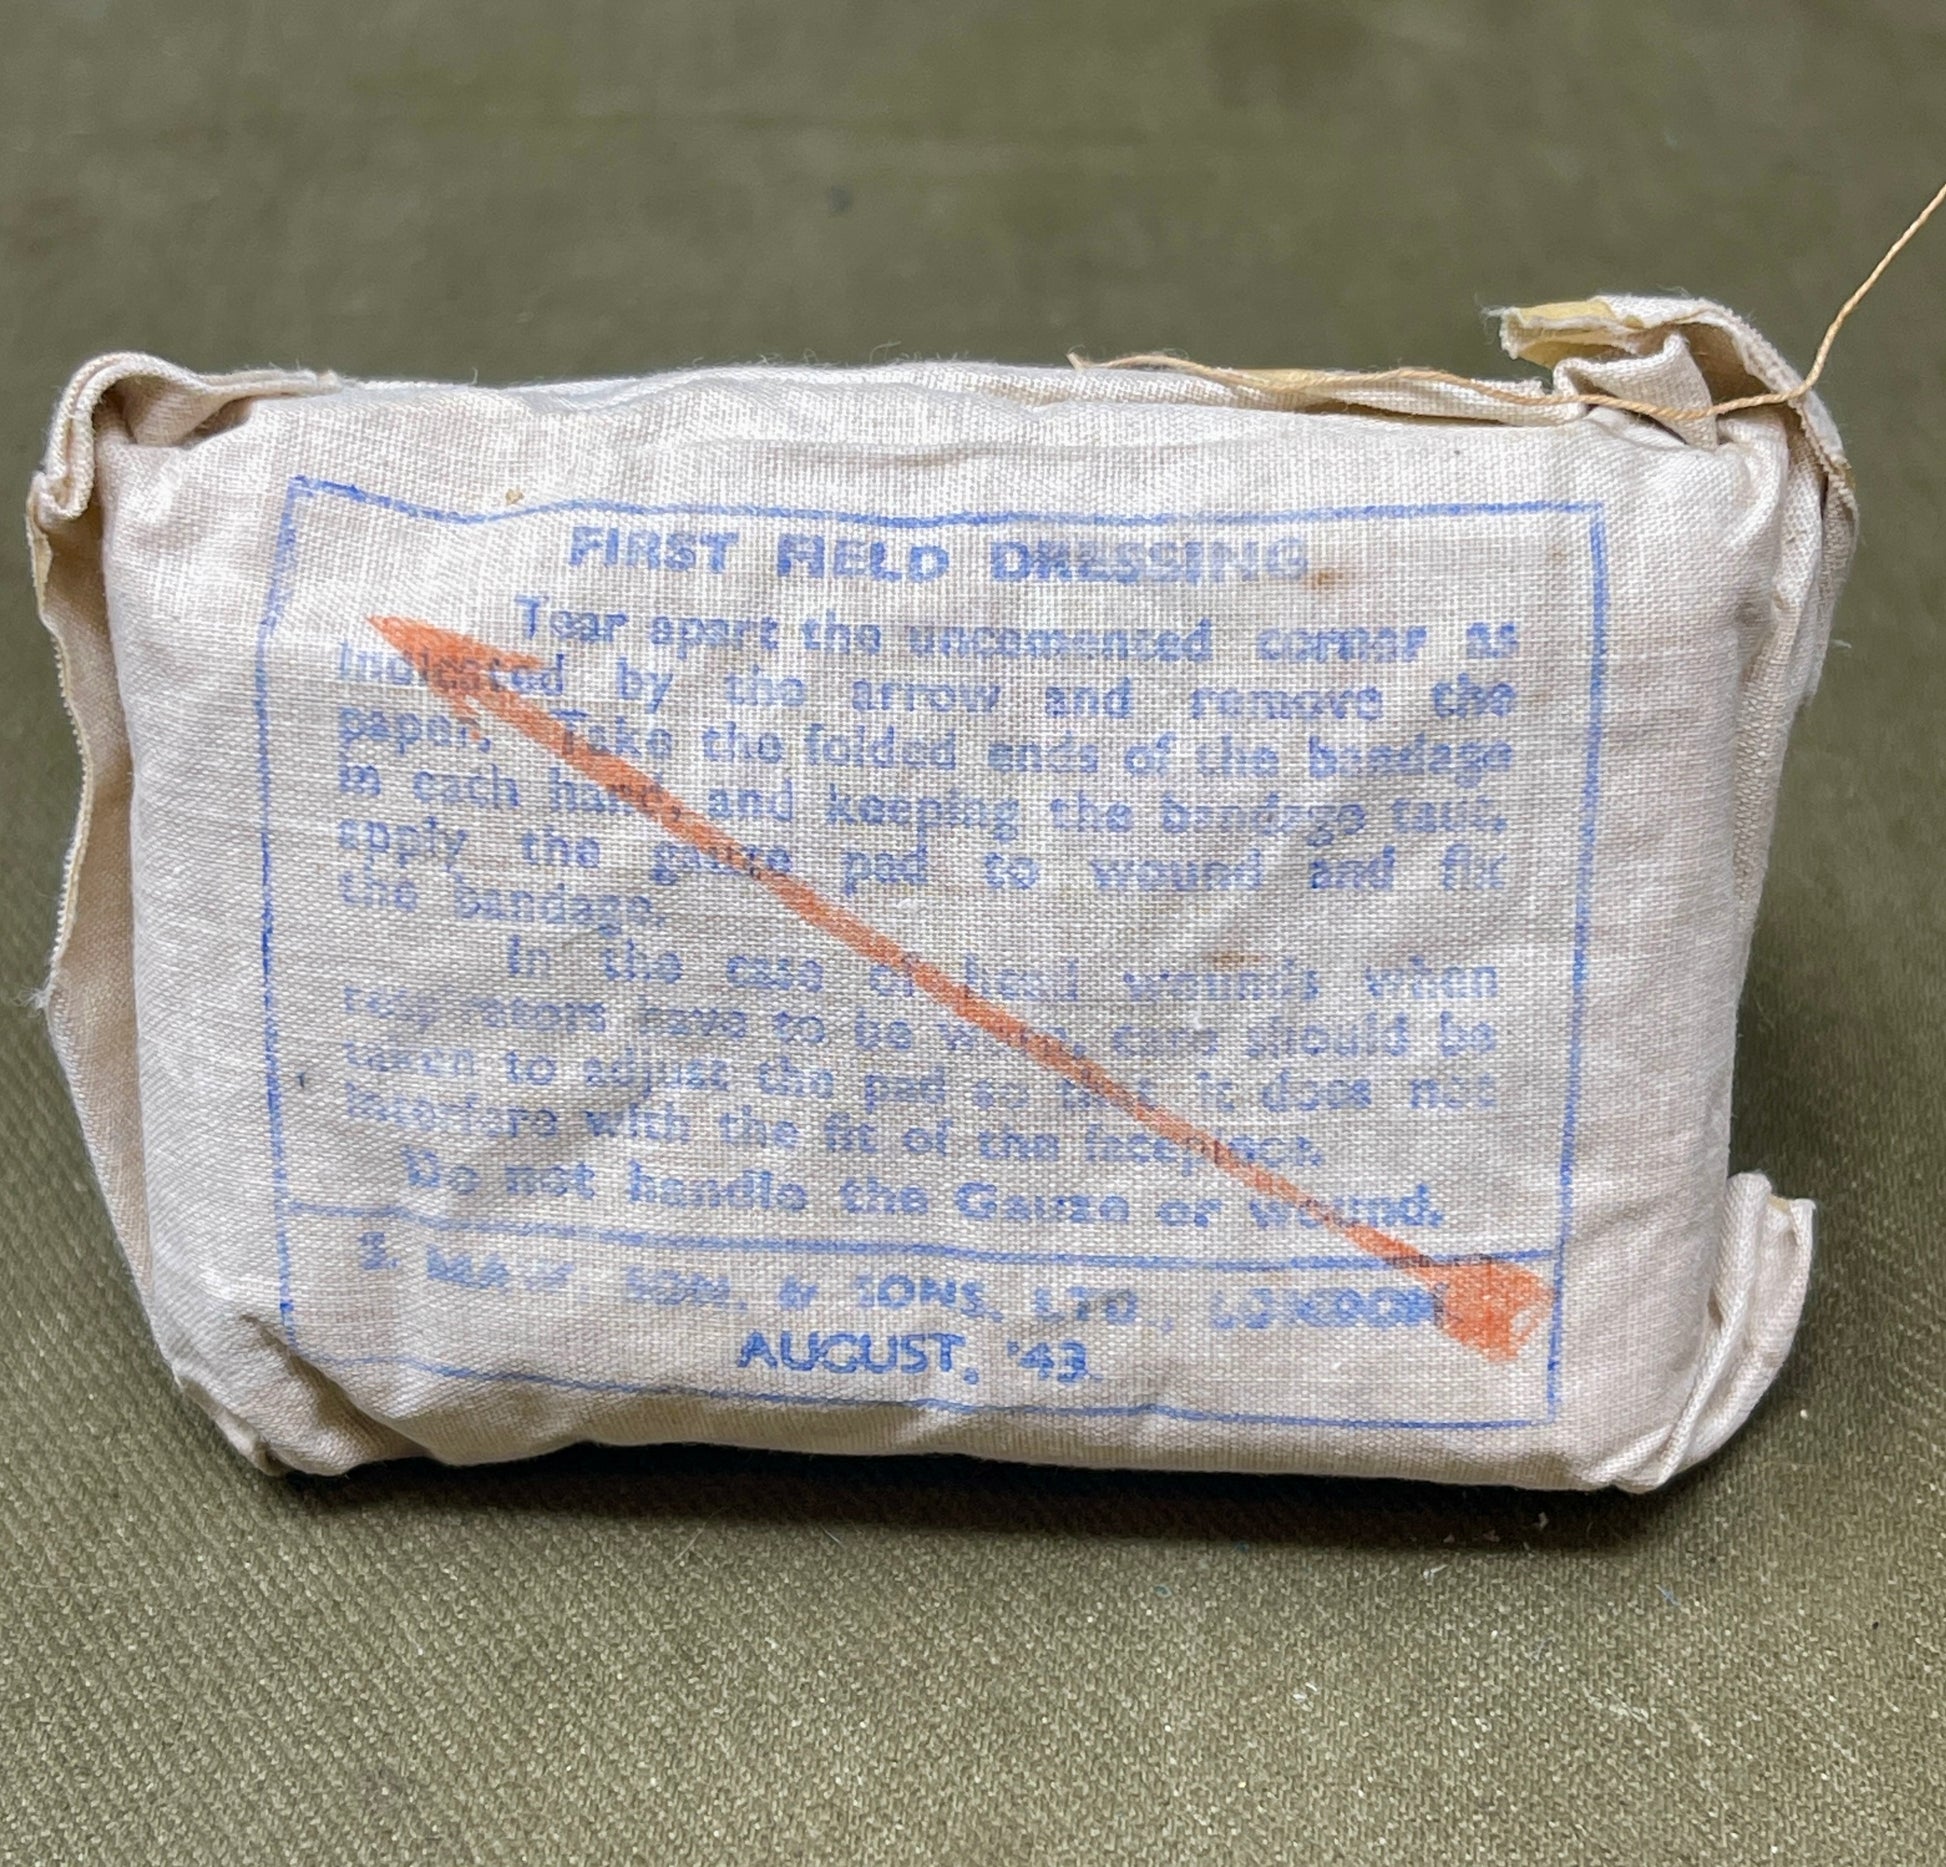 FIRST FIELD DRESSING
Tear apart the uncemented corner as
indicated by the arrow and remove the
paper. Take the folded ends of the bandage
in each hand, and keeping the bandage taut,
apply the gauze pad to wound and fix
the bandage.
In the case of head wounds when
respirators have to be worn, care should be
taken to adjust the pad so that it does not
interfere with the fit of the facepiece.
Do not handle the Gauze or wound.
S. MAW, SON, & SONS, LTD., LONDON.
AUGUST, '43.